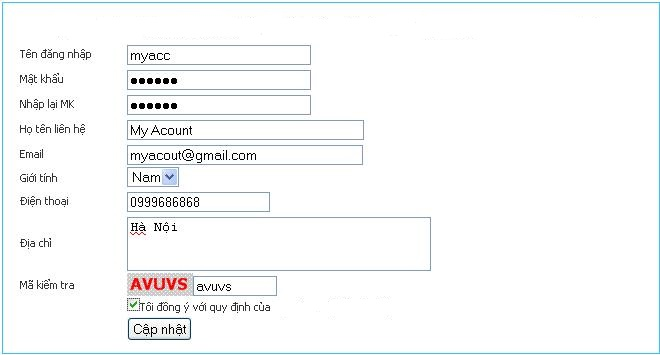 Tên đăng nhập myacc
Mật khẩu ●●●●●●
Nhập lại MK ●●●●●●
Họ tên liên hệ My Acount
Email myacout@gmail.com
Giới tính Nam
Điện thoại 0999686868
Địa chỉ Hà Nội
Mã kiểm tra AVUVS avuvs
Tôi đồng ý với quy định của
Cập nhật